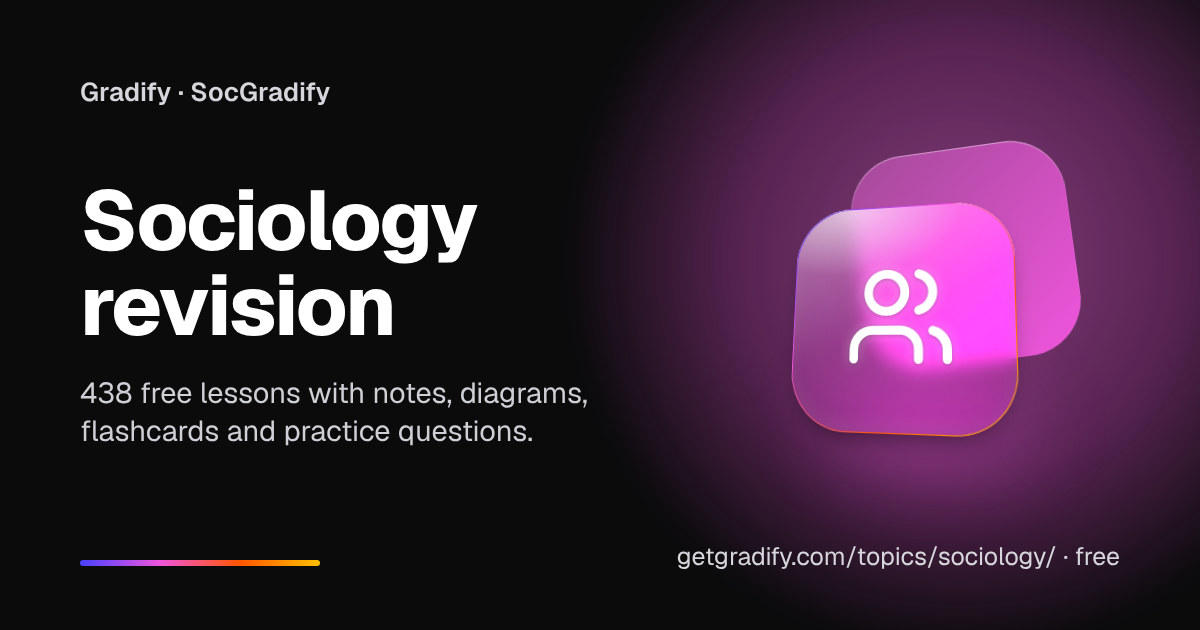 Gradify · SocGradify
Sociology
revision
438 free lessons with notes, diagrams,
flashcards and practice questions.
getgradify.com/topics/sociology/ · free